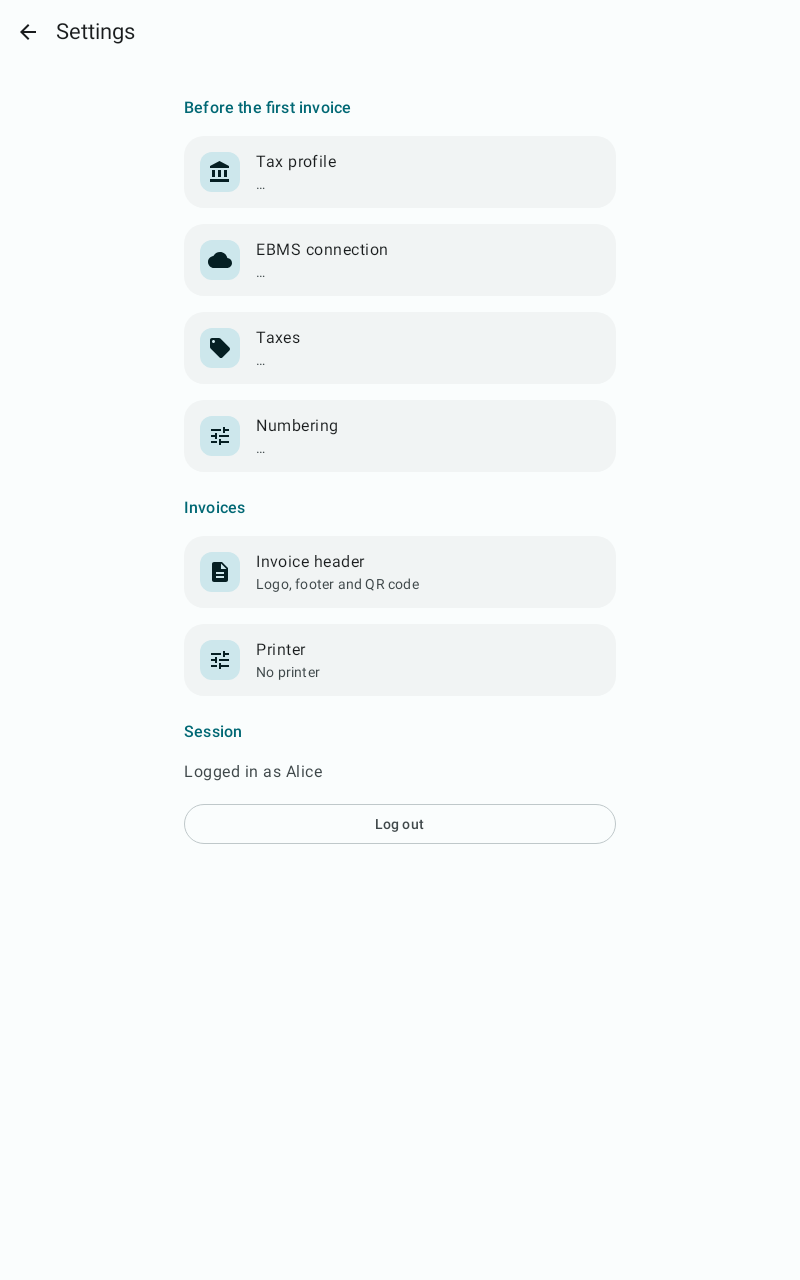 Settings
Before the first invoice
Tax profile
...
EBMS connection
...
Taxes
...
Numbering
...
Invoices
Invoice header
Logo, footer and QR code
Printer
No printer
Session
Logged in as Alice
Log out